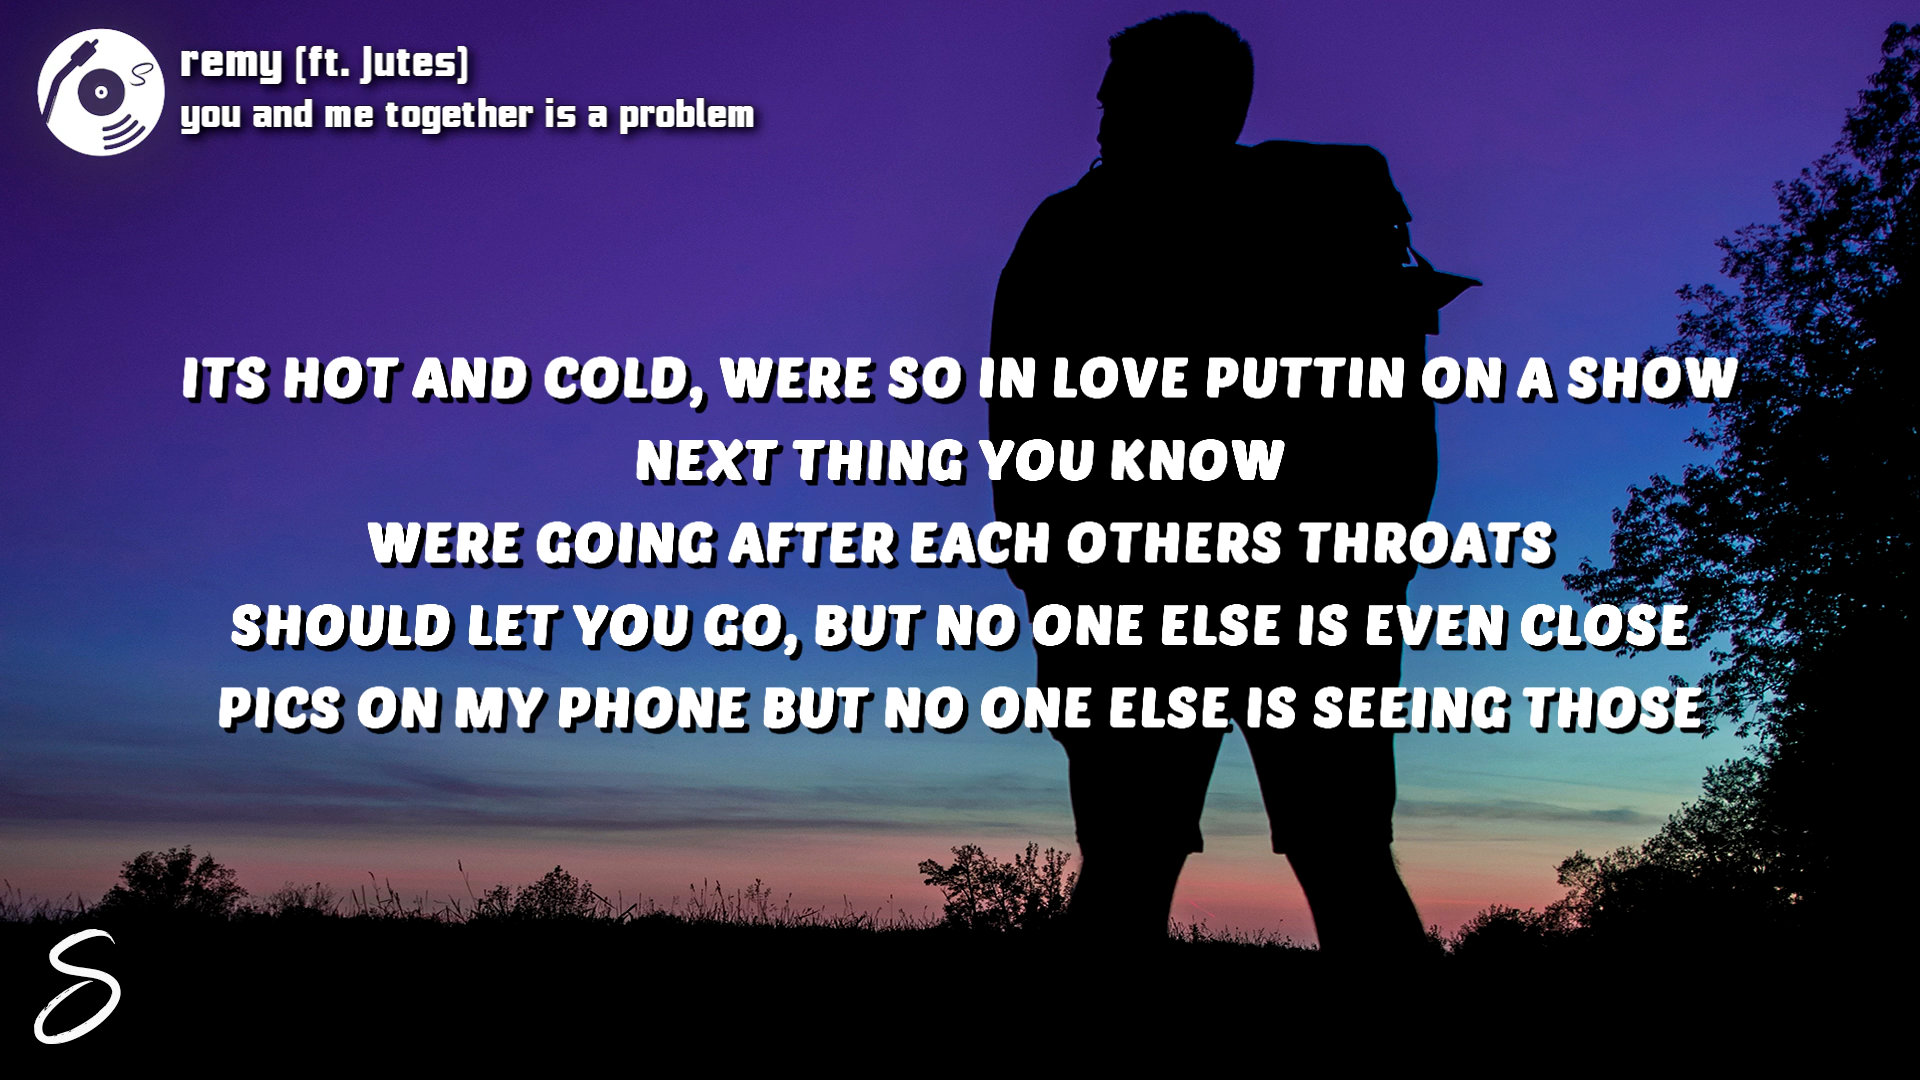 remy (ft. Jutes)
you and me together is a problem
ITS HOT AND COLD, WERE SO IN LOVE PUTTIN ON A SHOW
NEXT THING YOU KNOW
WERE GOING AFTER EACH OTHERS THROATS
SHOULD LET YOU GO, BUT NO ONE ELSE IS EVEN CLOSE
PICS ON MY PHONE BUT NO ONE ELSE IS SEEING THOSE
S